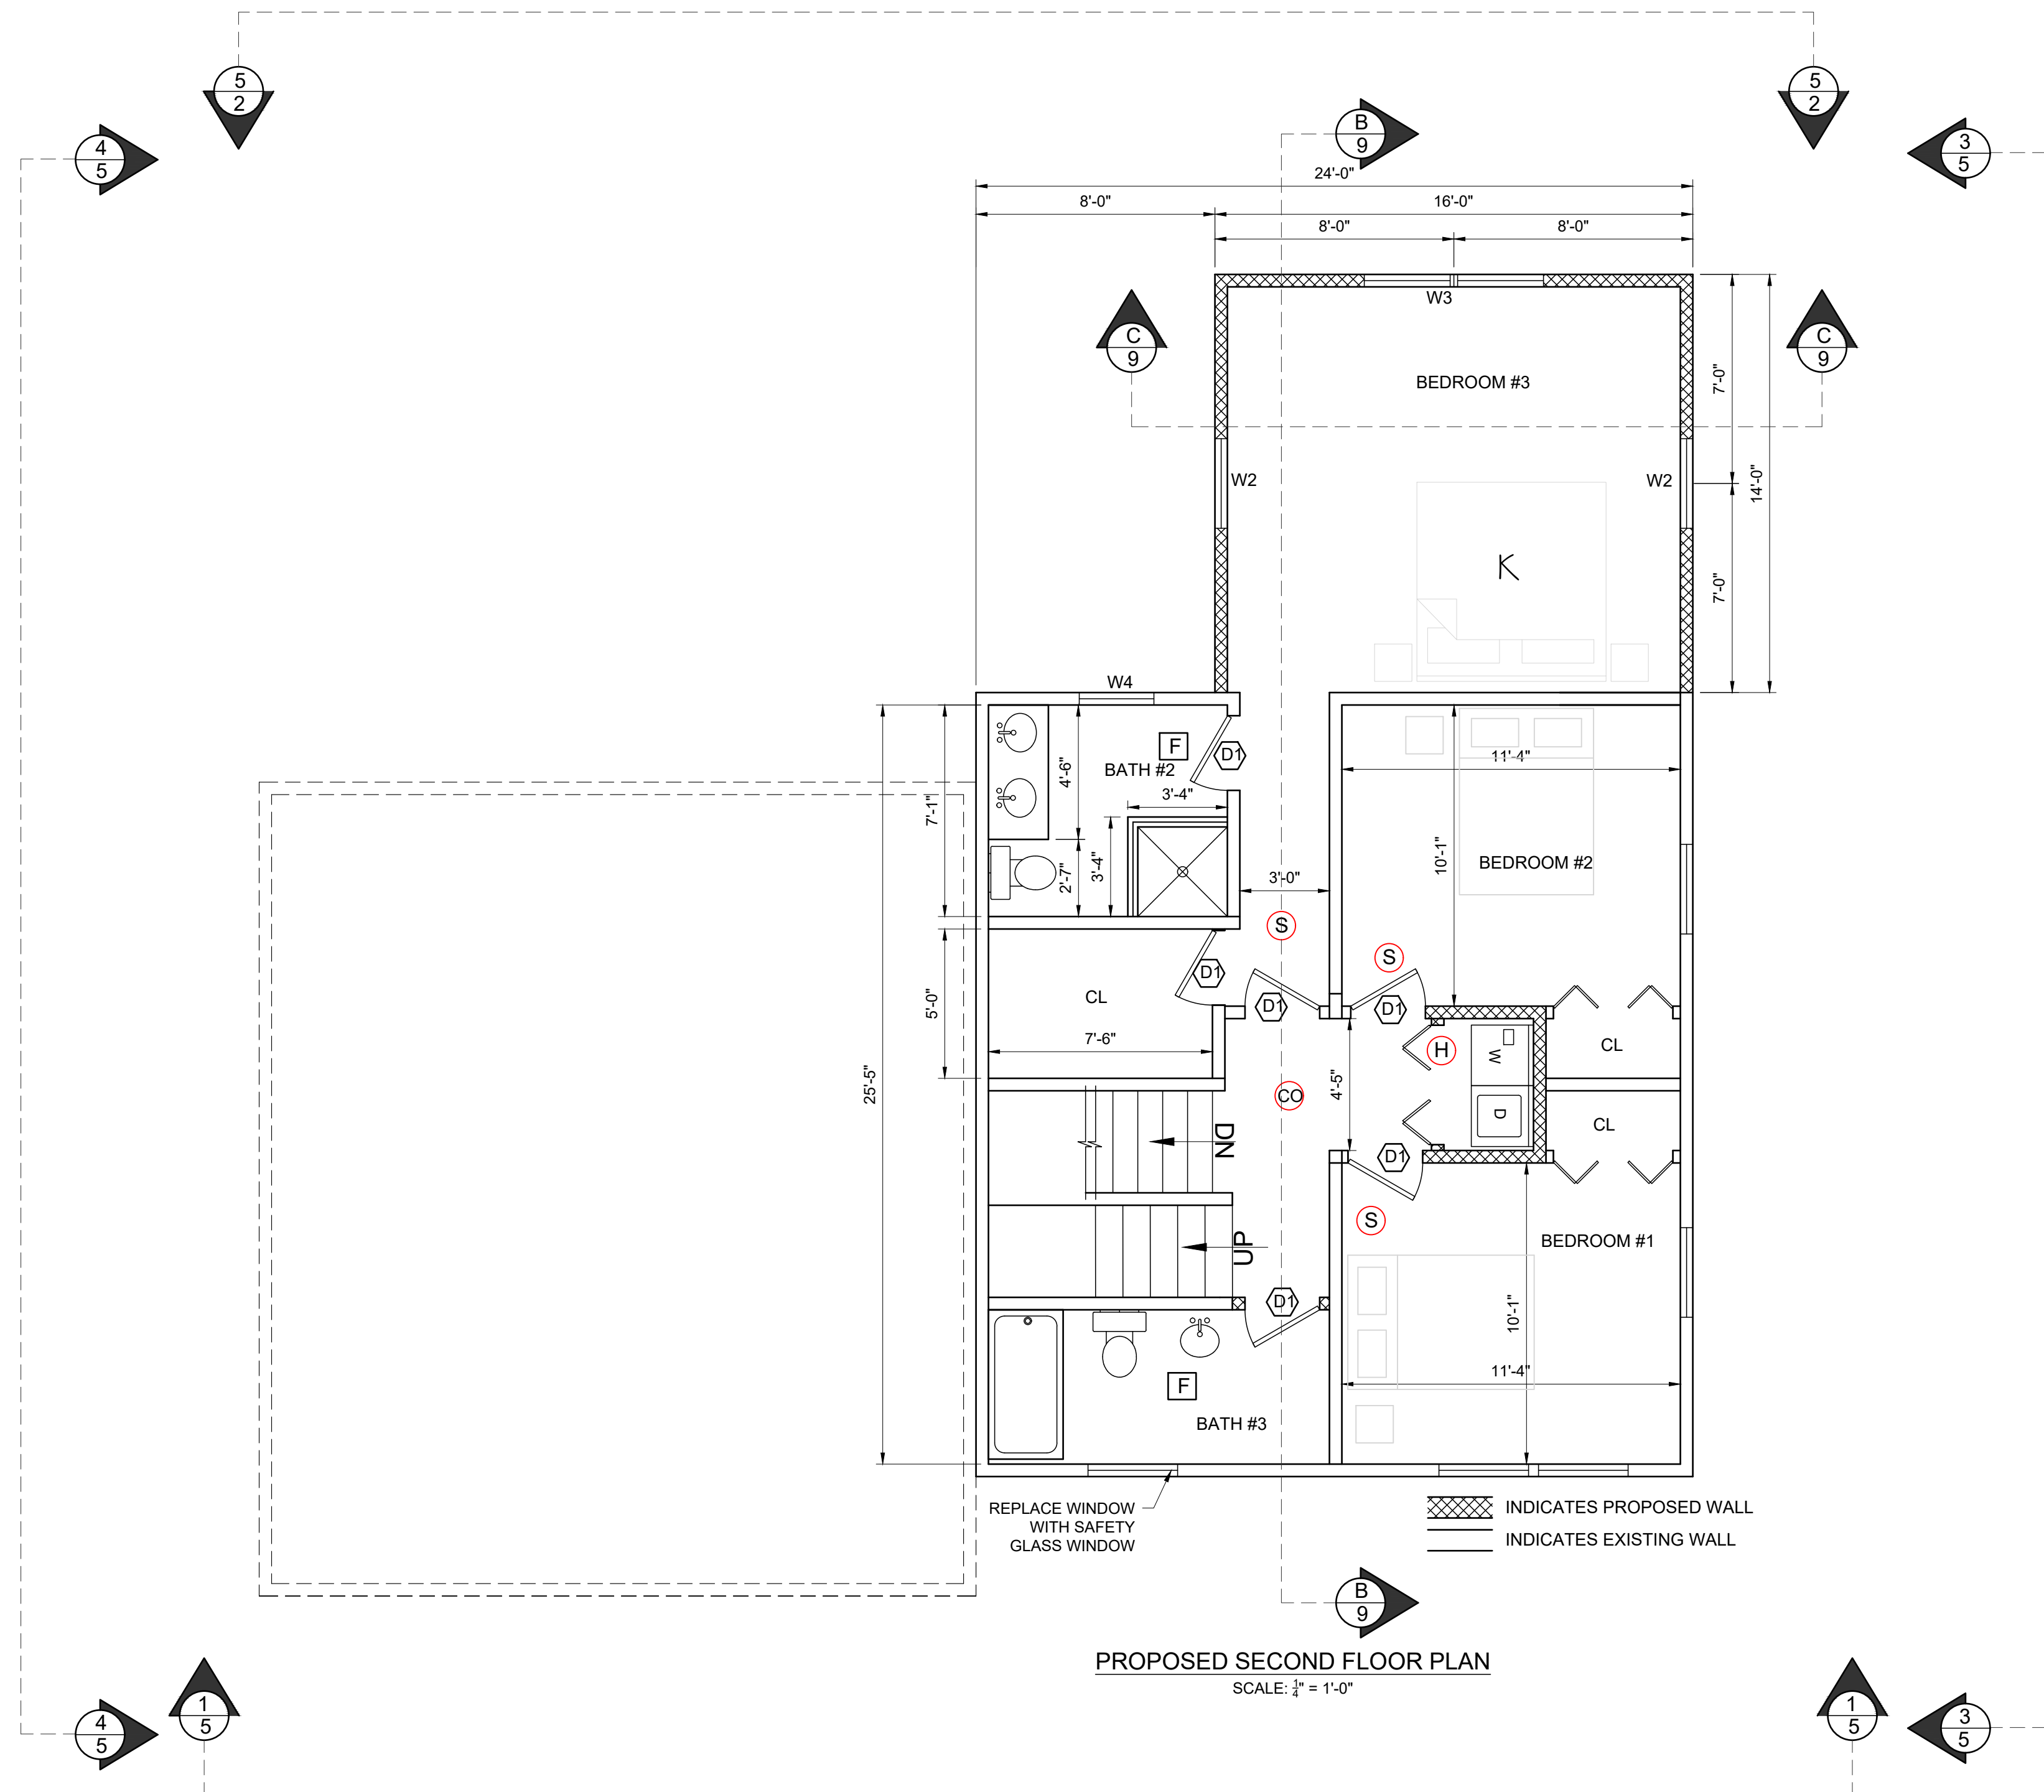 5
2
5
2
B
9
4
5
3
5
24'-0"
8'-0"
16'-0"
8'-0"
8'-0"
W3
C
9
C
9
BEDROOM #3
7'-0"
W2
W2
14'-0"
K
7'-0"
W4
F
D1
BATH #2
4'-6"
11'-4"
3'-4"
7'-1"
10'-1"
BEDROOM #2
3'-4"
2'-7"
3'-0"
S
S
D1
CL
5'-0"
D1
D1
7'-6"
H
W
CL
25'-5"
4'-5"
CO
D
CL
DN
D1
S
UP
BEDROOM #1
D1
10'-1"
11'-4"
F
BATH #3
REPLACE WINDOW
WITH SAFETY
GLASS WINDOW
INDICATES PROPOSED WALL
INDICATES EXISTING WALL
B
9
PROPOSED SECOND FLOOR PLAN
SCALE: 1/4" = 1'-0"
4
5
1
5
1
5
3
5